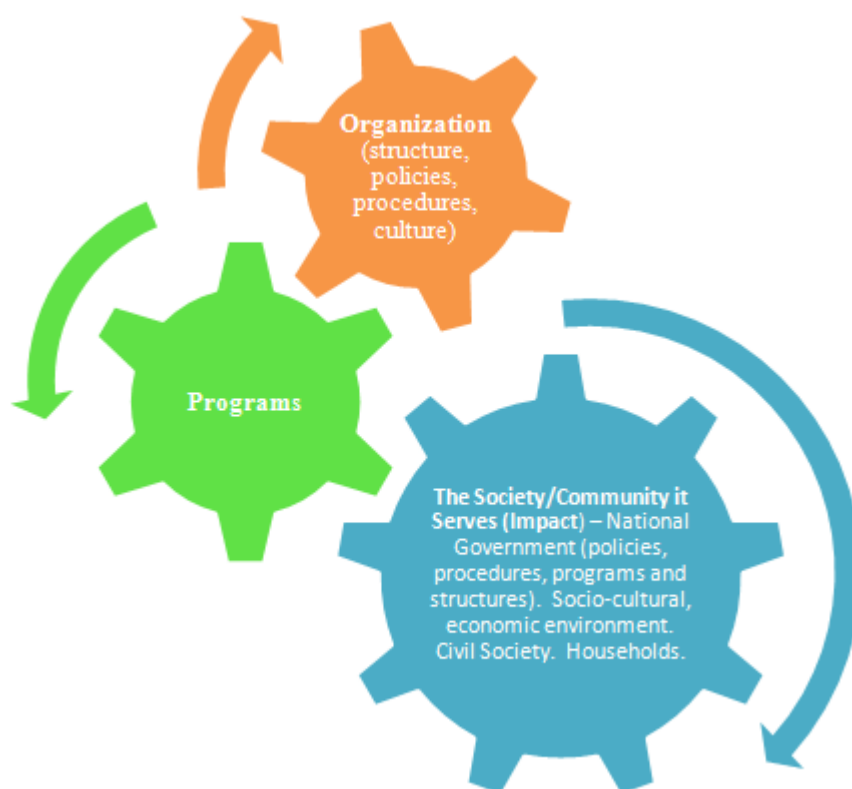 Organization
(structure,
policies,
procedures,
culture)
Programs
The Society/Community it
Serves (Impact) – National
Government (policies,
procedures, programs and
structures).  Socio-cultural,
economic environment.
Civil Society.  Households.